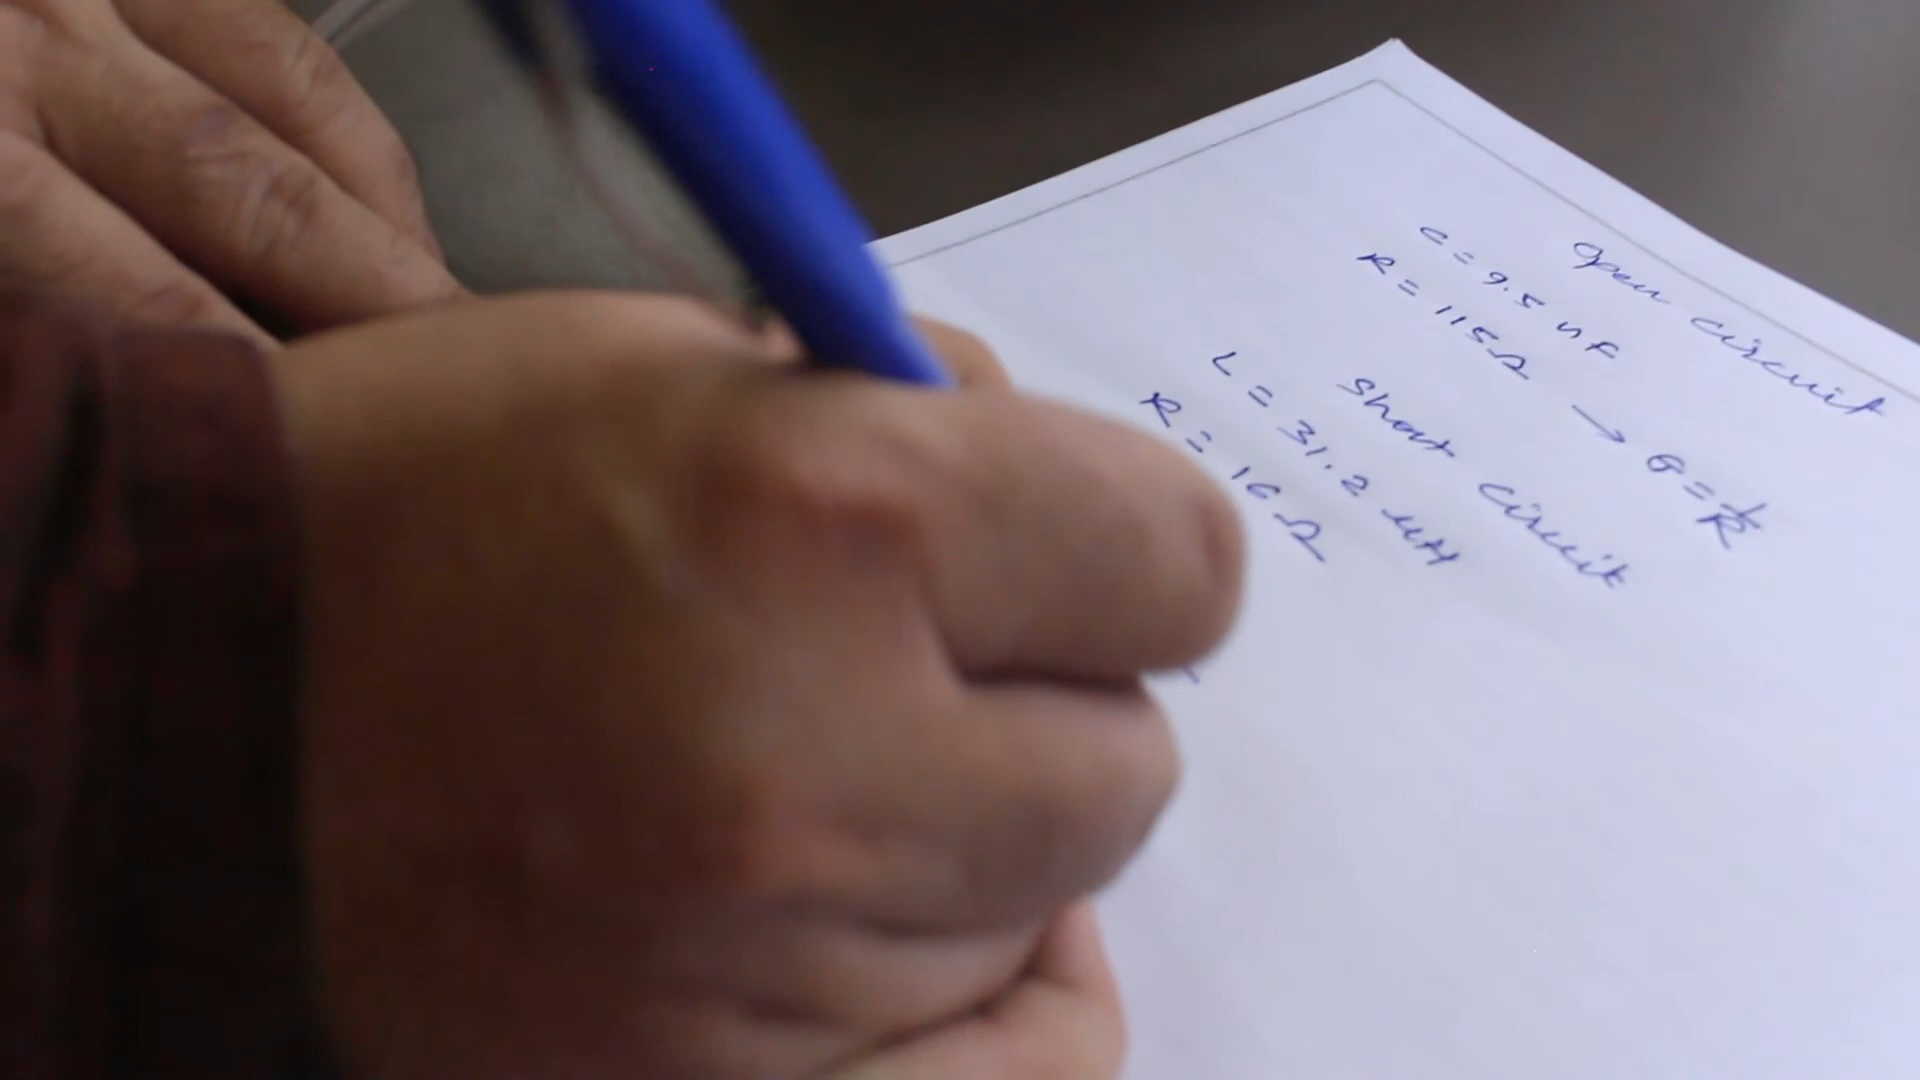 Open circuit
C = 9.5 nF
R = 115Ω → G = 1/R
Short circuit
L = 31.2 μH
R = 16Ω